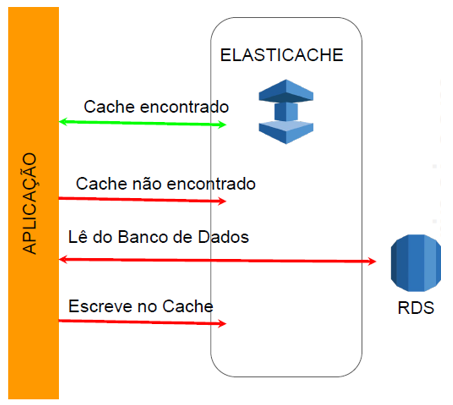 ELASTICACHE
Cache encontrado
Cache não encontrado
APLICAÇÃO
Lê do Banco de Dados
RDS
Escreve no Cache